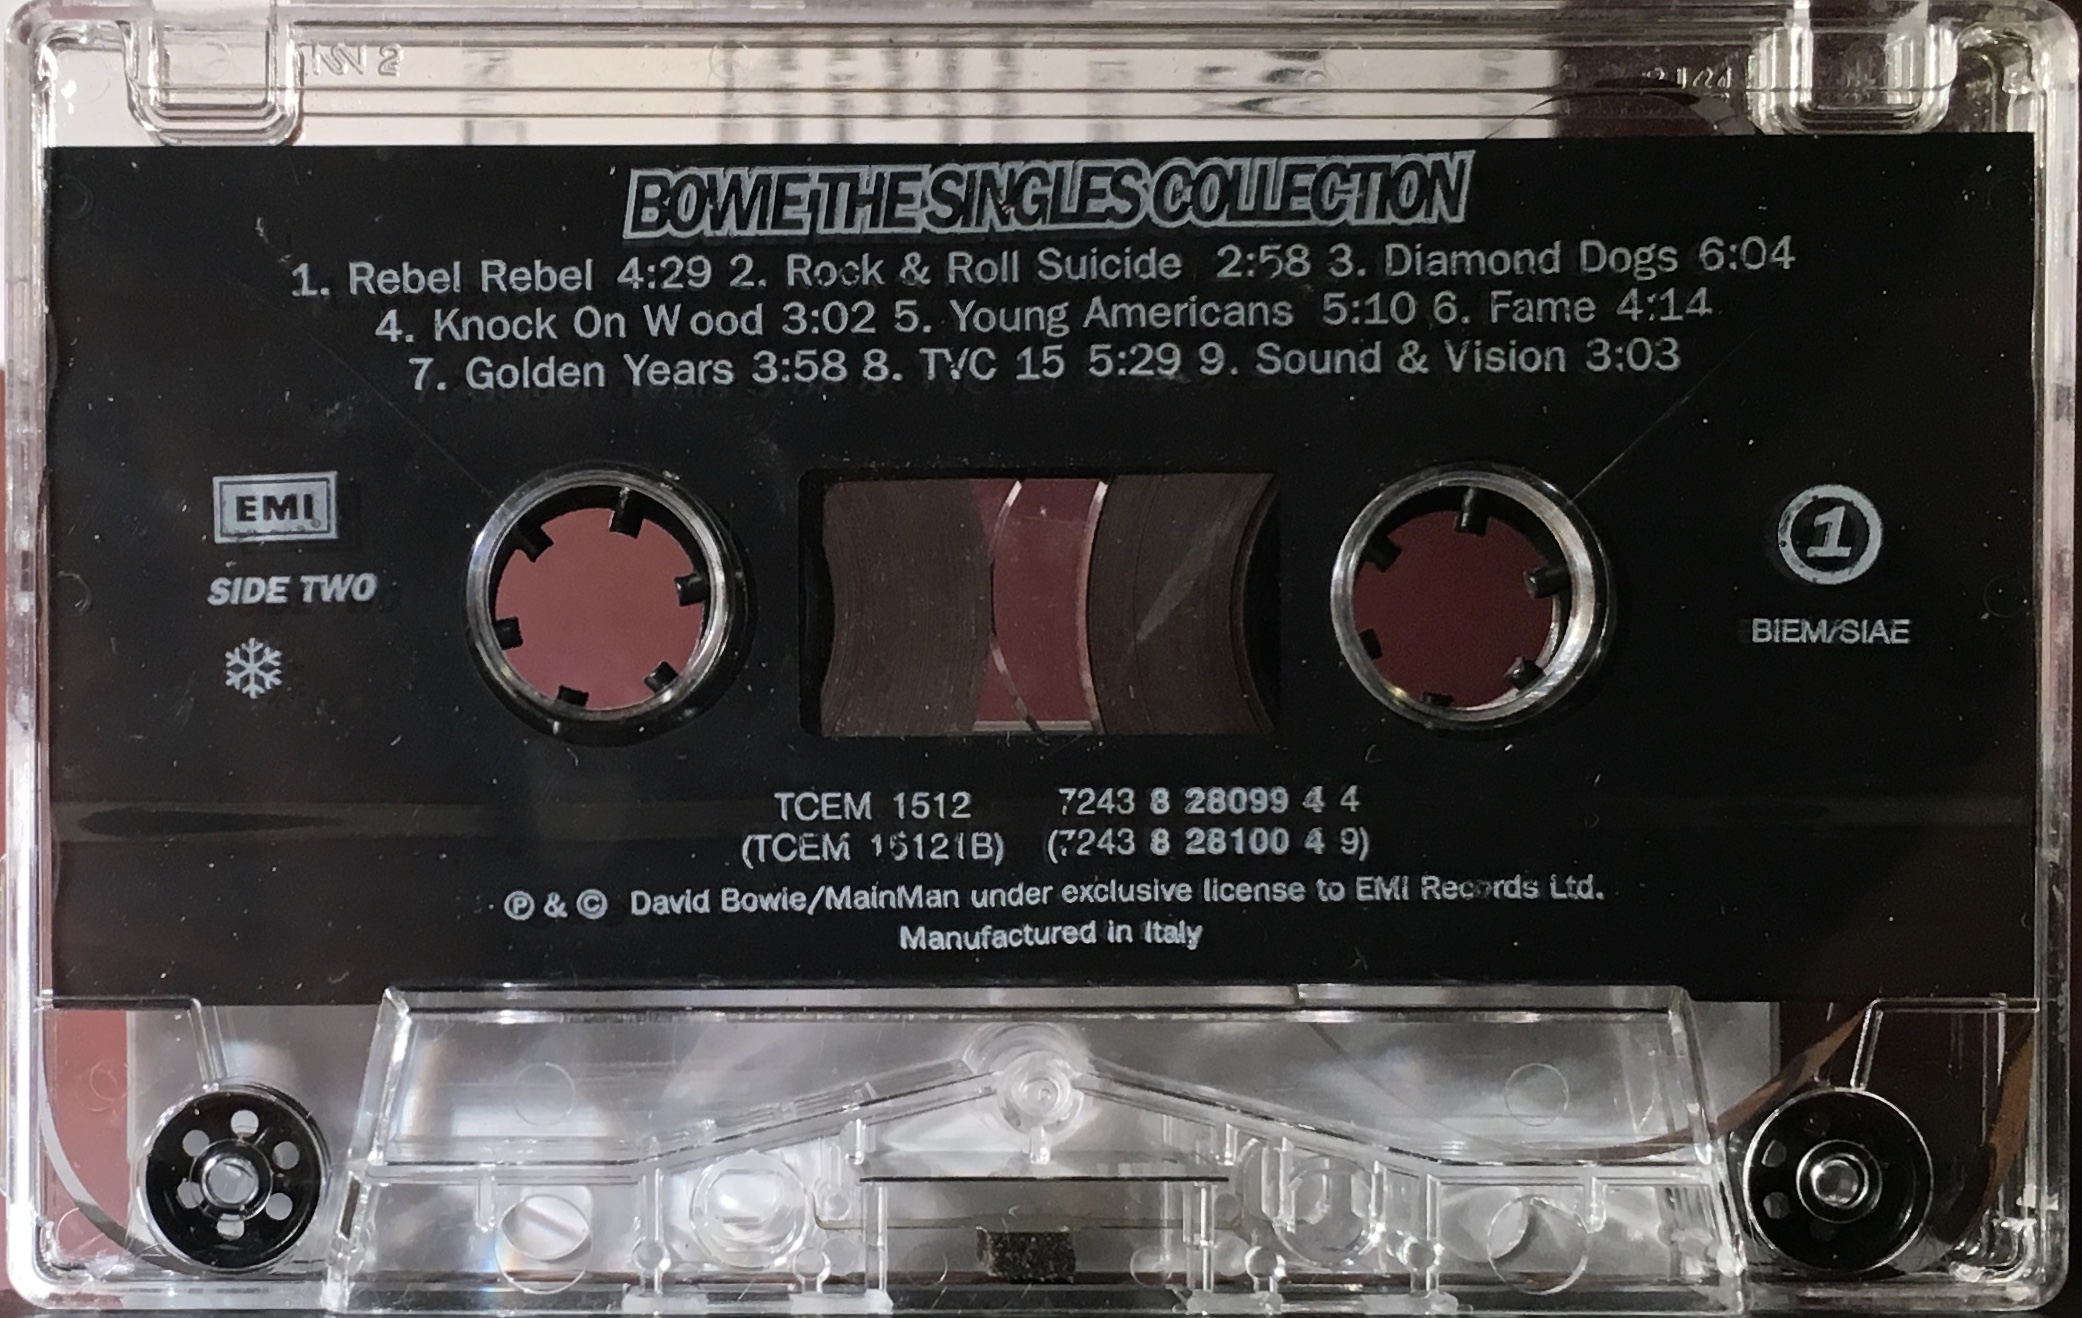 BOWIE THE SINGLES COLLECTION
1. Rebel Rebel 4:29 2. Rock & Roll Suicide 2:58 3. Diamond Dogs 6:04
4. Knock On Wood 3:02 5. Young Americans 5:10 6. Fame 4:14
7. Golden Years 3:58 8. TVC 15 5:29 9. Sound & Vision 3:03
EMI
SIDE TWO
1
BIEM/SIAE
TCEM 1512 7243 8 28099 4 4
(TCEM 15121B) (7243 8 28100 4 9)
Ⓟ & © David Bowie/MainMan under exclusive license to EMI Records Ltd.
Manufactured in Italy